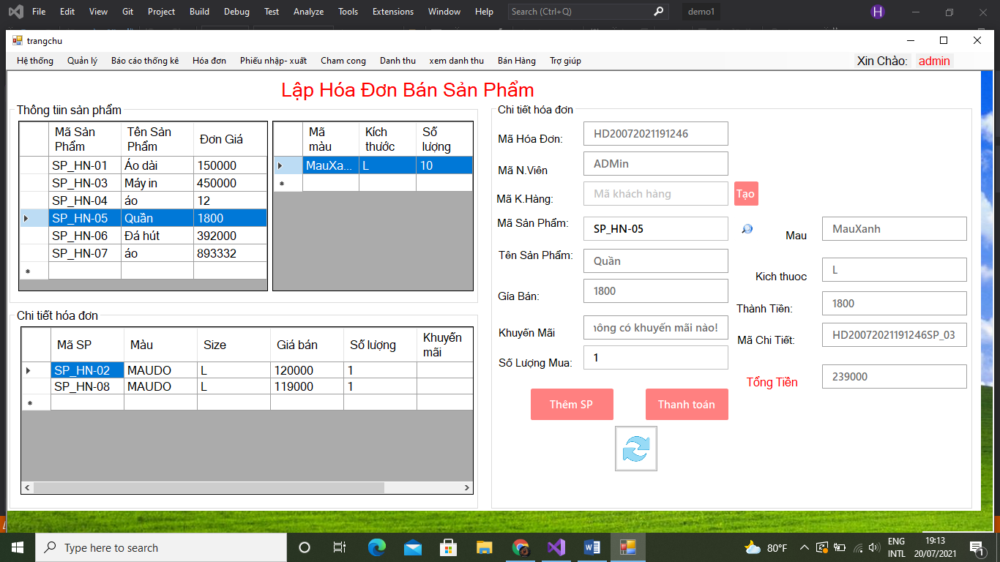 File Edit View Git Project Build Debug Test Analyze Tools Extensions Window Help Search (Ctrl+Q) demo1 H
trangchu
Hệ thống Quản lý Báo cáo thống kê Hóa đơn Phiếu nhập- xuất Cham cong Danh thu xem danh thu Bán Hàng Trợ giúp Xin Chào: admin
Lập Hóa Đơn Bán Sản Phẩm
Thông tiin sản phẩm
Mã Sản Phẩm Tên Sản Phẩm Đơn Giá
SP_HN-01 Áo dài 150000
SP_HN-03 Máy in 450000
SP_HN-04 áo 12
SP_HN-05 Quần 1800
SP_HN-06 Đá hút 392000
SP_HN-07 áo 893332
Mã màu Kích thước Số lượng
MauXa... L 10
Chi tiết hóa đơn
Mã SP Màu Size Giá bán Số lượng Khuyến mãi
SP_HN-02 MAUDO L 120000 1
SP_HN-08 MAUDO L 119000 1
Chi tiết hóa đơn
Mã Hóa Đơn: HD20072021191246
Mã N.Viên ADMin
Mã K.Hàng: Mã khách hàng Tạo
Mã Sản Phẩm: SP_HN-05
Mau MauXanh
Tên Sản Phẩm: Quần
Kich thuoc L
Gía Bán: 1800
Thành Tiền: 1800
Khuyến Mãi hông có khuyến mãi nào!
Mã Chi Tiết: HD20072021191246SP_03
Số Lượng Mua: 1
Tổng Tiền 239000
Thêm SP Thanh toán
Type here to search
80°F
ENG
INTL
19:13
20/07/2021
1